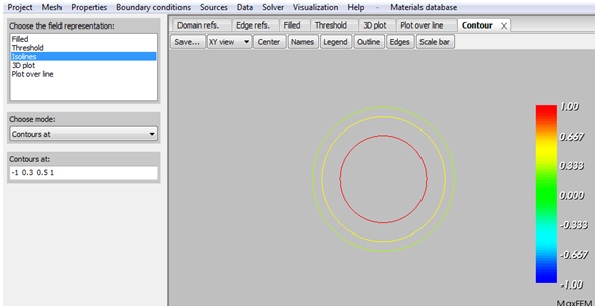 Project Mesh Properties Boundary conditions Sources Data Solver Visualization Help - Materials database
Choose the field representation:
Filled
Threshold
Isolines
3D plot
Plot over line
Choose mode:
Contours at
Contours at:
-1 0.3 0.5 1
Domain refs. Edge refs. Filled Threshold 3D plot Plot over line Contour X
Save... XY view Center Names Legend Outline Edges Scale bar
1.00
0.667
0.333
0.000
-0.333
-0.667
-1.00
MaxFEM